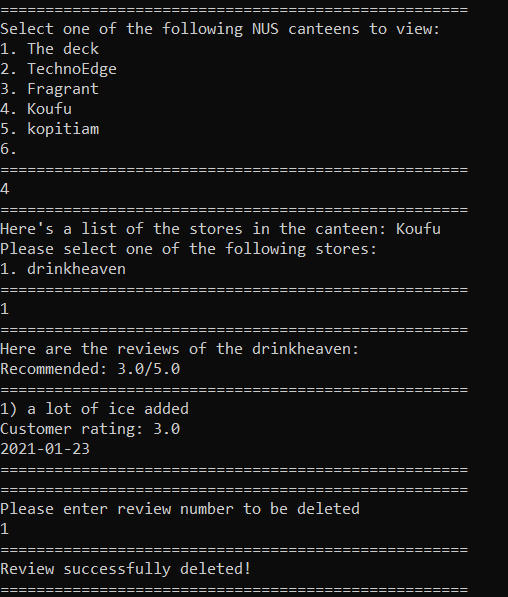 ====================================================
Select one of the following NUS canteens to view:
1. The deck
2. TechnoEdge
3. Fragrant
4. Koufu
5. kopitiam
6.
====================================================
4
====================================================
Here's a list of the stores in the canteen: Koufu
Please select one of the following stores:
1. drinkheaven
====================================================
1
====================================================
Here are the reviews of the drinkheaven:
Recommended: 3.0/5.0
====================================================
1) a lot of ice added
Customer rating: 3.0
2021-01-23
====================================================
====================================================
Please enter review number to be deleted
1
====================================================
Review successfully deleted!
====================================================